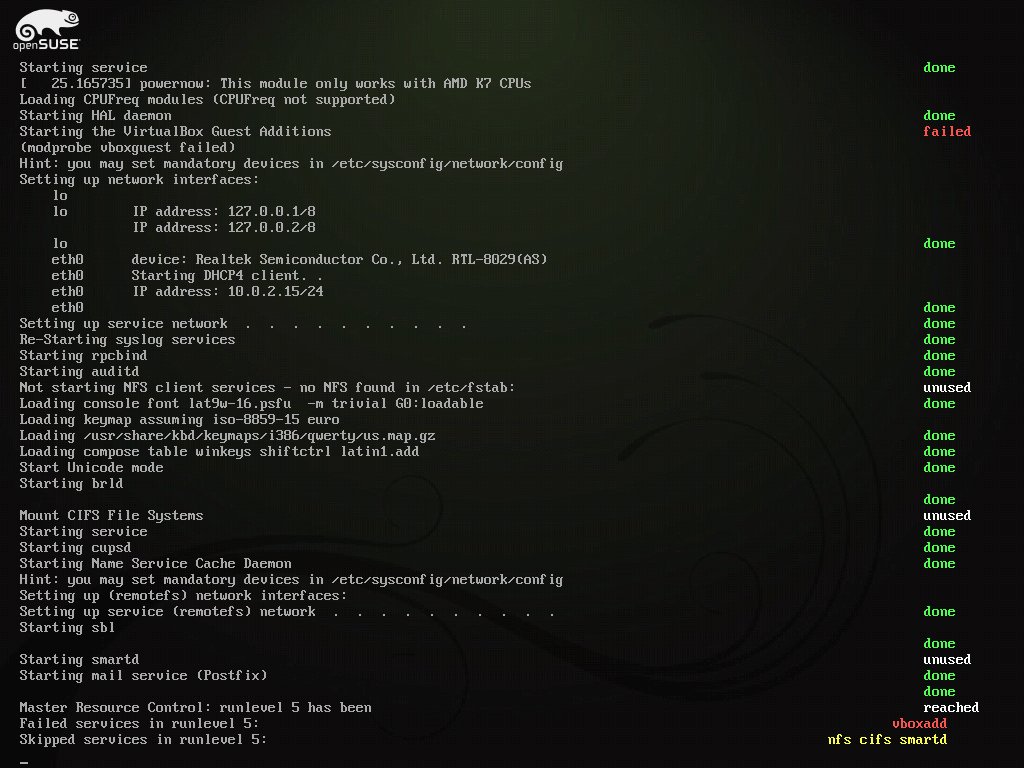 openSUSE
Starting service done
[ 25.165735] powernow: This module only works with AMD K7 CPUs
Loading CPUFreq modules (CPUFreq not supported)
Starting HAL daemon done
Starting the VirtualBox Guest Additions failed
(modprobe vboxguest failed)
Hint: you may set mandatory devices in /etc/sysconfig/network/config
Setting up network interfaces:
lo
lo IP address: 127.0.0.1/8
IP address: 127.0.0.2/8
lo done
eth0 device: Realtek Semiconductor Co., Ltd. RTL-8029(AS)
eth0 Starting DHCP4 client. .
eth0 IP address: 10.0.2.15/24
eth0 done
Setting up service network . . . . . . . . . . done
Re-Starting syslog services done
Starting rpcbind done
Starting auditd done
Not starting NFS client services - no NFS found in /etc/fstab: unused
Loading console font lat9w-16.psfu -m trivial G0:loadable done
Loading keymap assuming iso-8859-15 euro
Loading /usr/share/kbd/keymaps/i386/qwerty/us.map.gz done
Loading compose table winkeys shiftctrl latin1.add done
Start Unicode mode done
Starting brld
done
Mount CIFS File Systems unused
Starting service done
Starting cupsd done
Starting Name Service Cache Daemon done
Hint: you may set mandatory devices in /etc/sysconfig/network/config
Setting up (remotefs) network interfaces:
Setting up service (remotefs) network . . . . . . . . . . done
Starting sbl
done
Starting smartd unused
Starting mail service (Postfix) done
done
Master Resource Control: runlevel 5 has been reached
Failed services in runlevel 5: vboxadd
Skipped services in runlevel 5: nfs cifs smartd
_